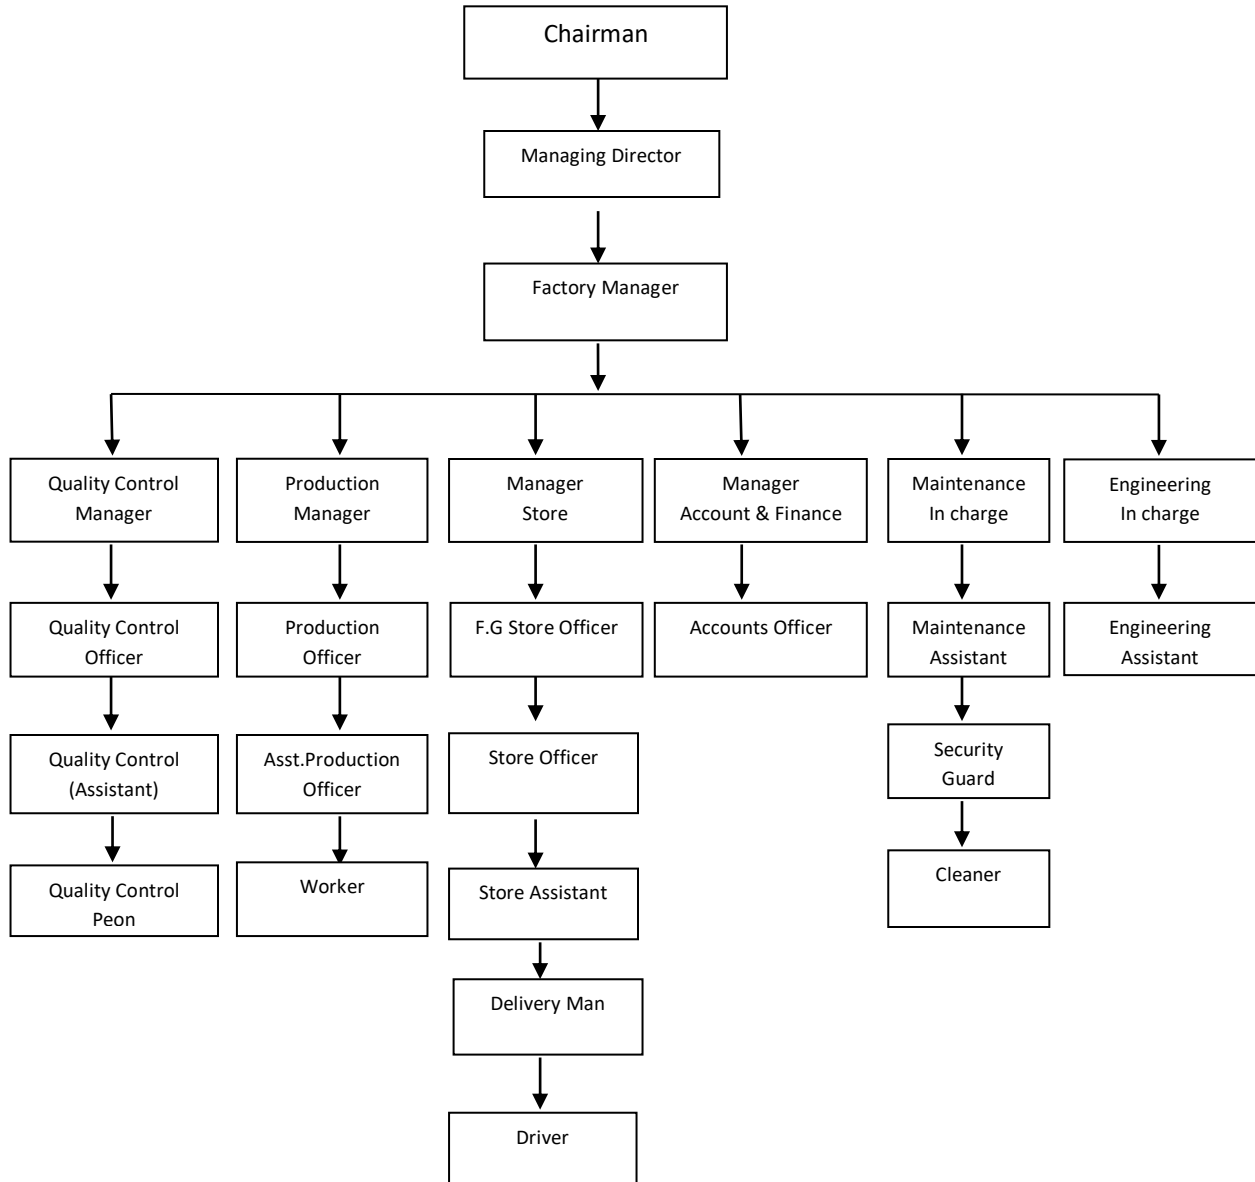 Chairman
Managing Director
Factory Manager
Quality Control
Manager
Production
Manager
Manager
Store
Manager
Account & Finance
Maintenance
In charge
Engineering
In charge
Quality Control
Officer
Production
Officer
F.G Store Officer
Accounts Officer
Maintenance
Assistant
Engineering
Assistant
Quality Control
(Assistant)
Asst.Production
Officer
Store Officer
Security
Guard
Quality Control
Peon
Worker
Store Assistant
Cleaner
Delivery Man
Driver